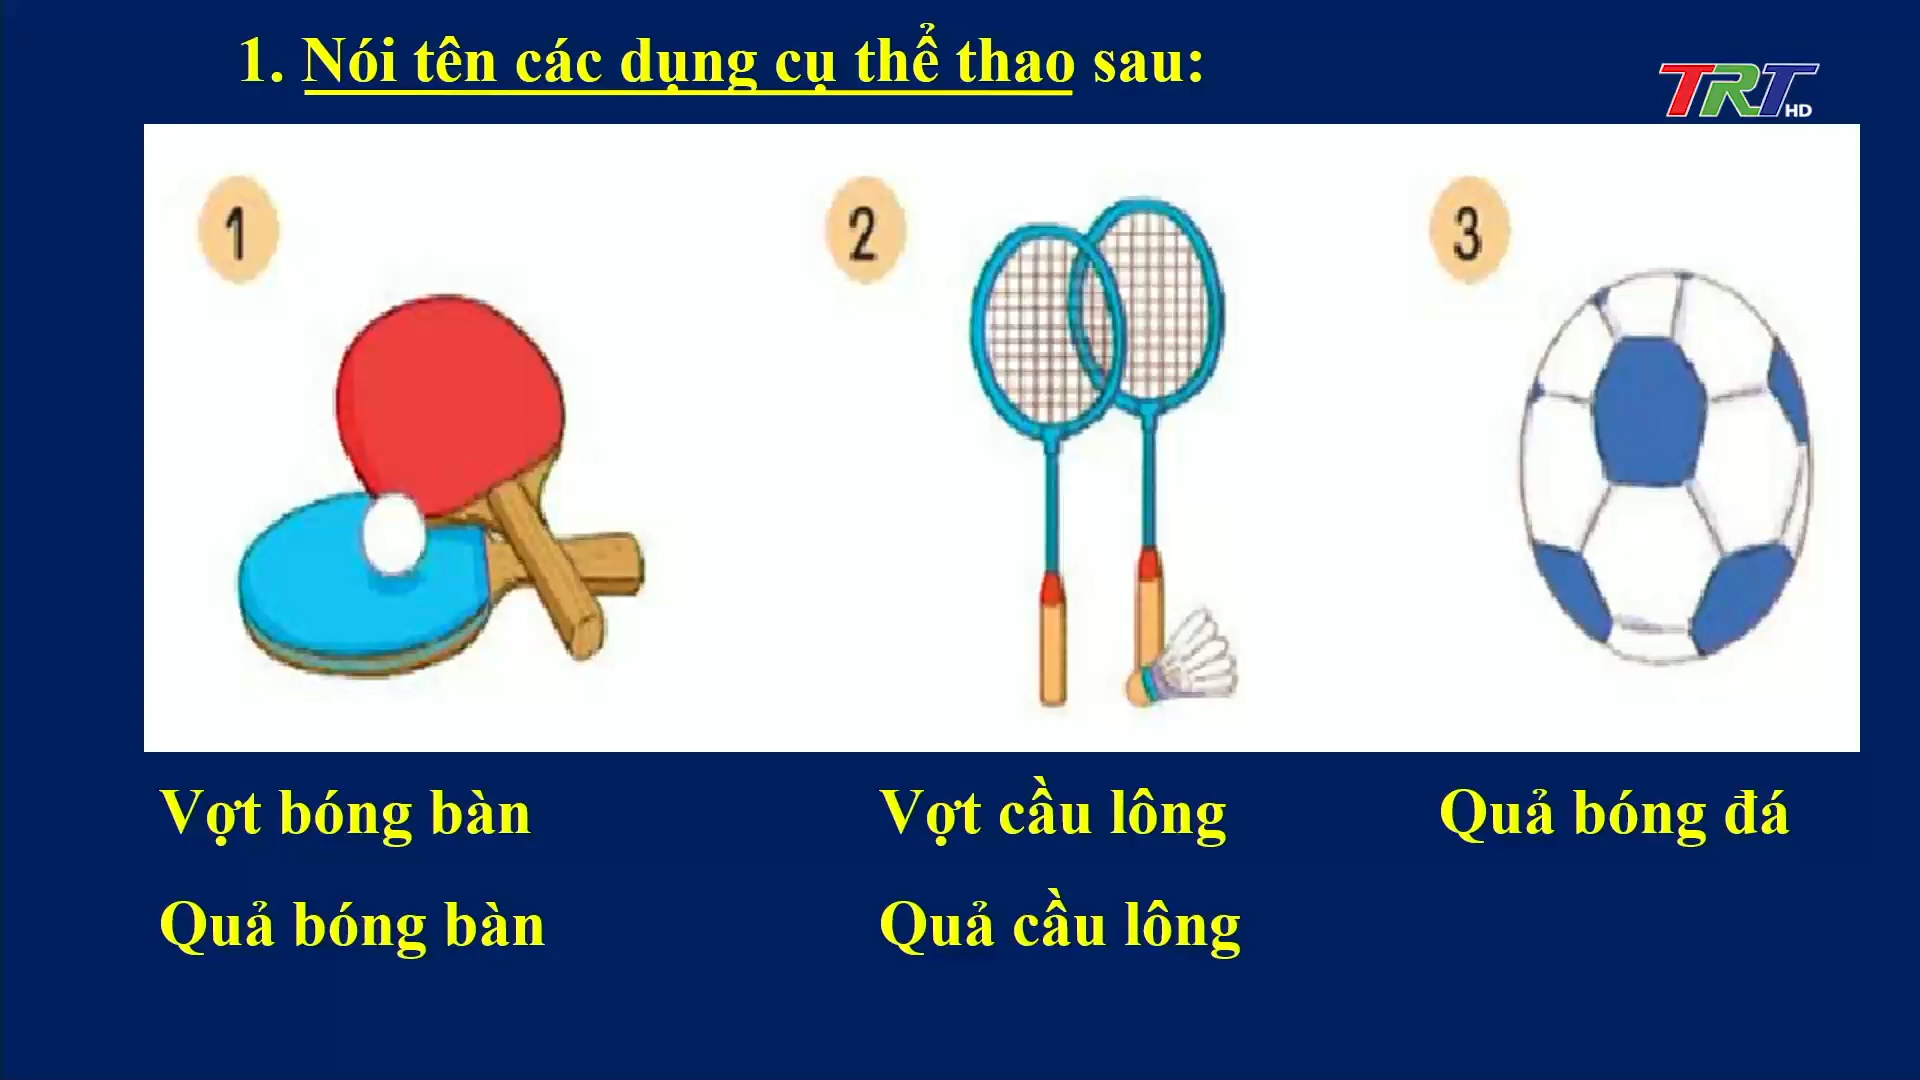 1. Nói tên các dụng cụ thể thao sau:
TRT HD
1
2
3
Vợt bóng bàn
Vợt cầu lông
Quả bóng đá
Quả bóng bàn
Quả cầu lông